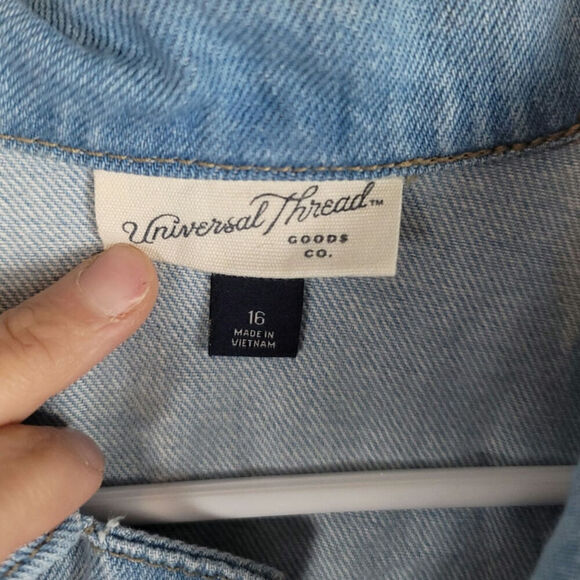 Universal Thread™
GOODS
CO.
16
MADE IN
VIETNAM